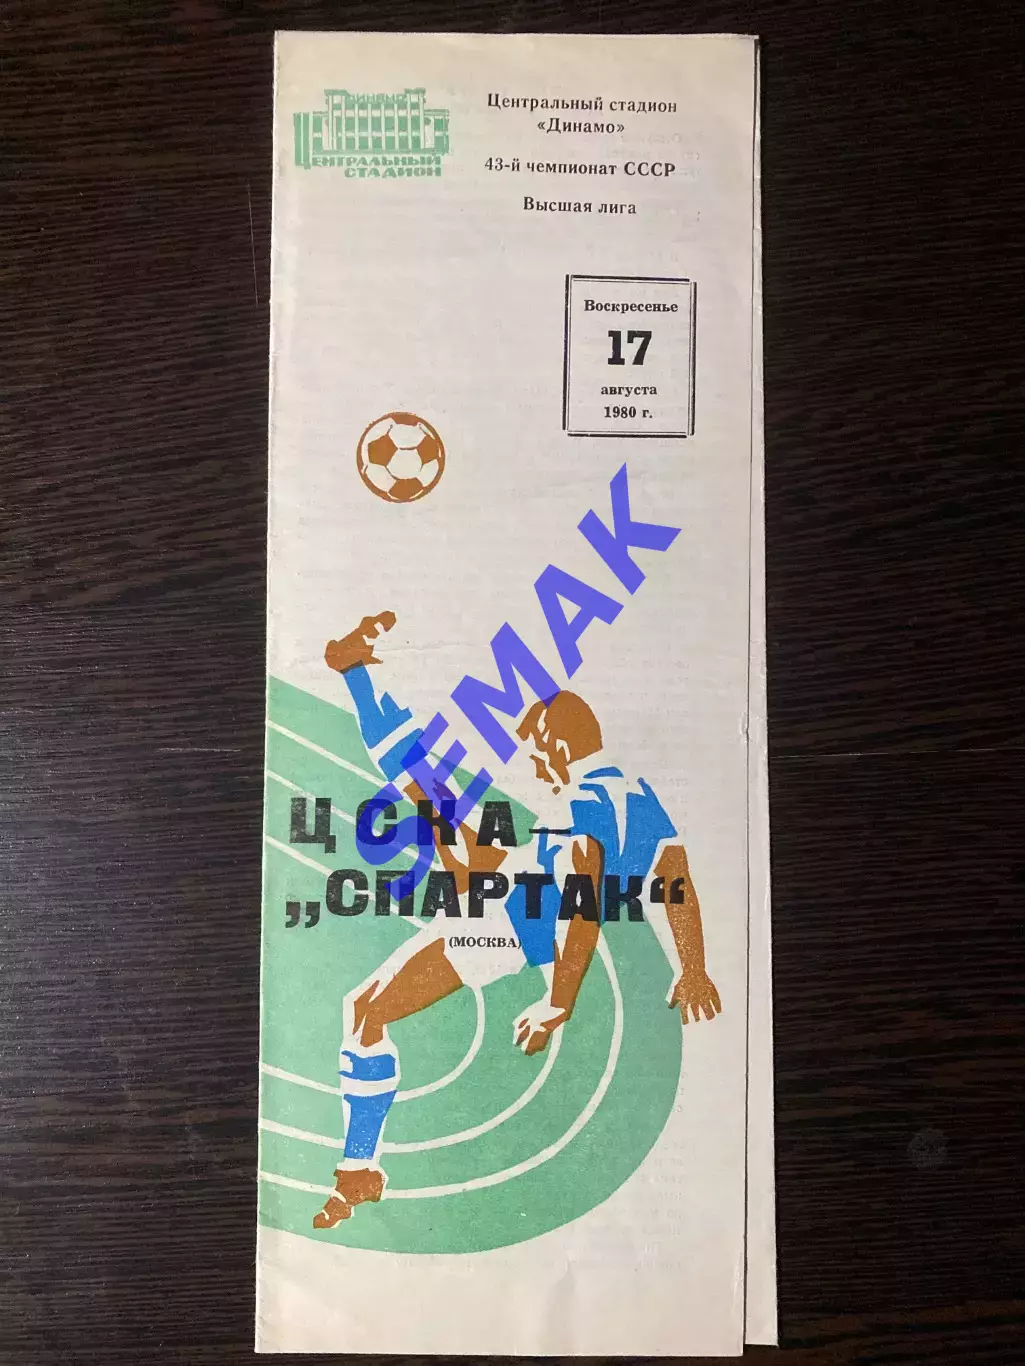 ДИНАМО
ЦЕНТРАЛЬНЫЙ
СТАДИОН
Центральный стадион
«Динамо»
43-й чемпионат СССР
Высшая лига
Воскресенье
17
августа
1980 г.
SEMAK
ЦСКА—
„СПАРТАК“
(МОСКВА)